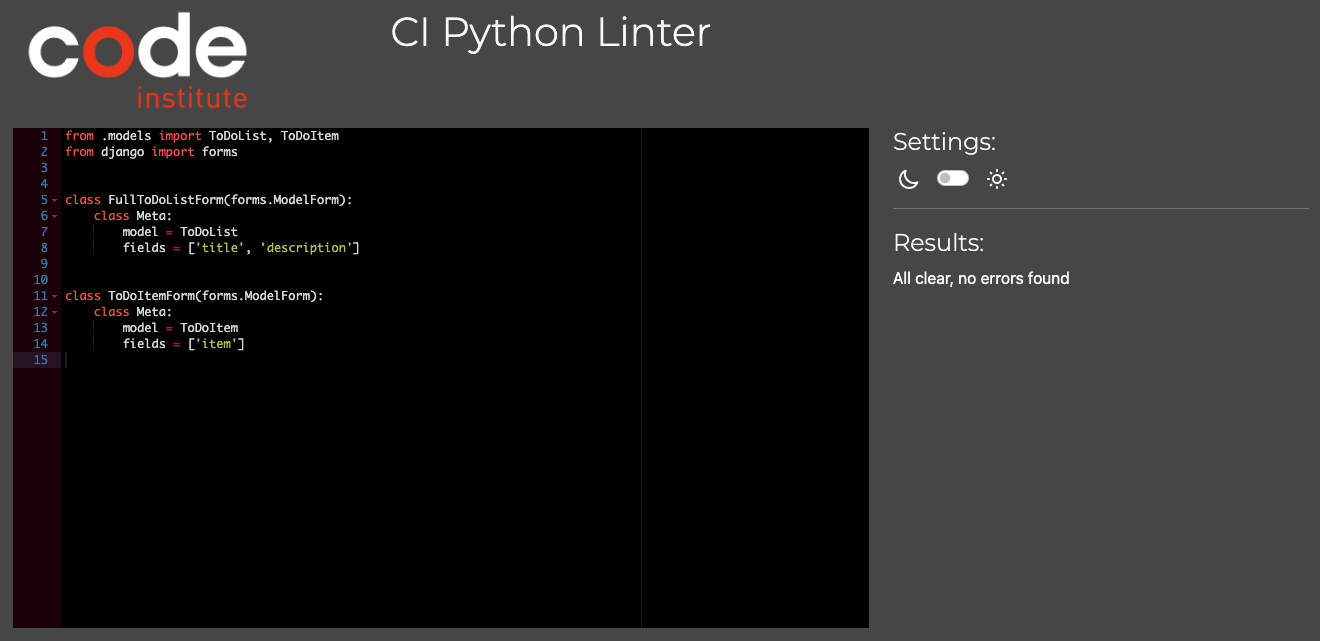 code
institute
CI Python Linter
1 from .models import ToDoList, ToDoItem
2 from django import forms
3
4
5 class FullToDoListForm(forms.ModelForm):
6     class Meta:
7         model = ToDoList
8         fields = ['title', 'description']
9
10
11 class ToDoItemForm(forms.ModelForm):
12     class Meta:
13         model = ToDoItem
14         fields = ['item']
15
Settings:
Results:
All clear, no errors found